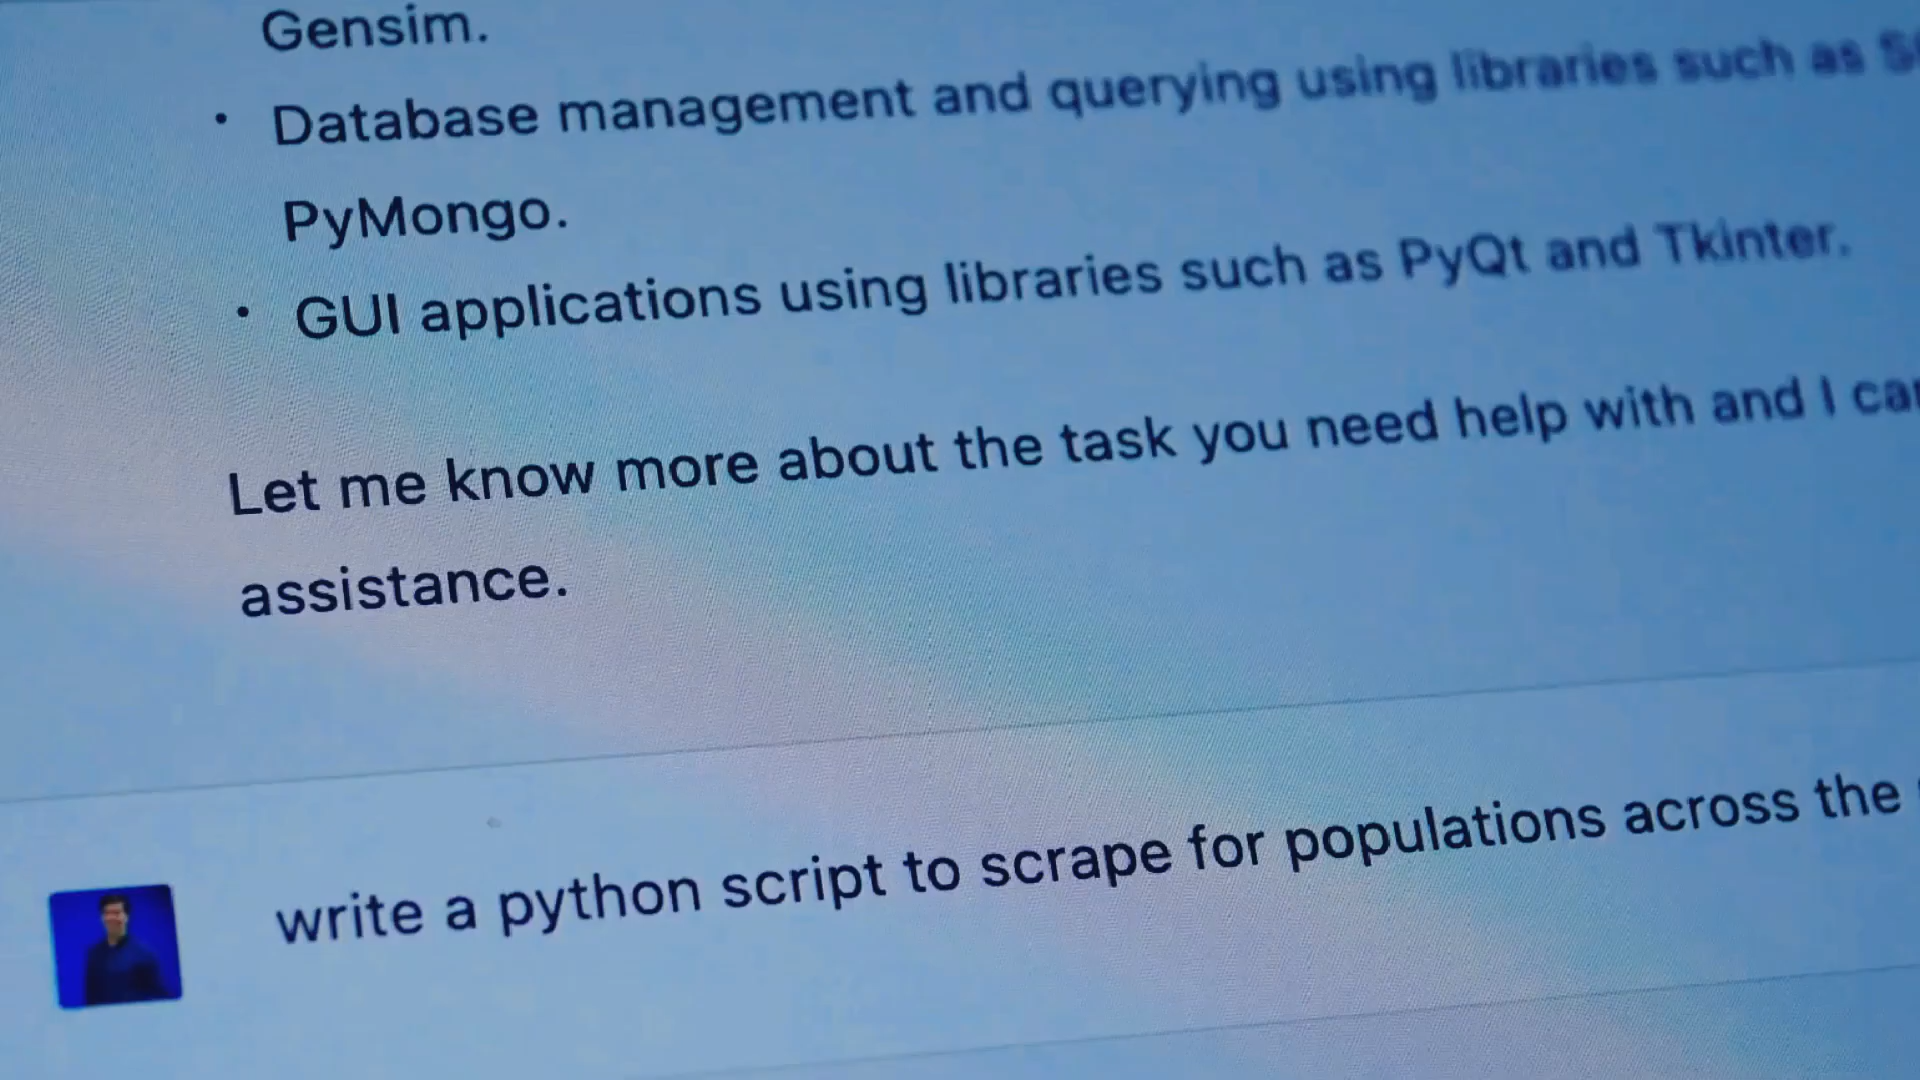 Gensim.
• Database management and querying using libraries such as
PyMongo.
• GUI applications using libraries such as PyQt and Tkinter.
Let me know more about the task you need help with and I
assistance.
write a python script to scrape for populations across the